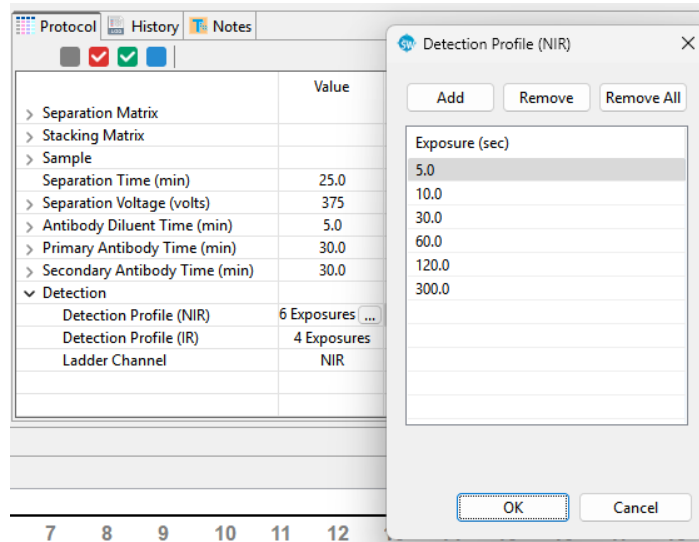 Protocol History Notes
Value
Separation Matrix
Stacking Matrix
Sample
Separation Time (min) 25.0
Separation Voltage (volts) 375
Antibody Diluent Time (min) 5.0
Primary Antibody Time (min) 30.0
Secondary Antibody Time (min) 30.0
Detection
Detection Profile (NIR) 6 Exposures ...
Detection Profile (IR) 4 Exposures
Ladder Channel NIR
7 8 9 10 11 12
SW Detection Profile (NIR)
Add Remove Remove All
Exposure (sec)
5.0
10.0
30.0
60.0
120.0
300.0
OK Cancel